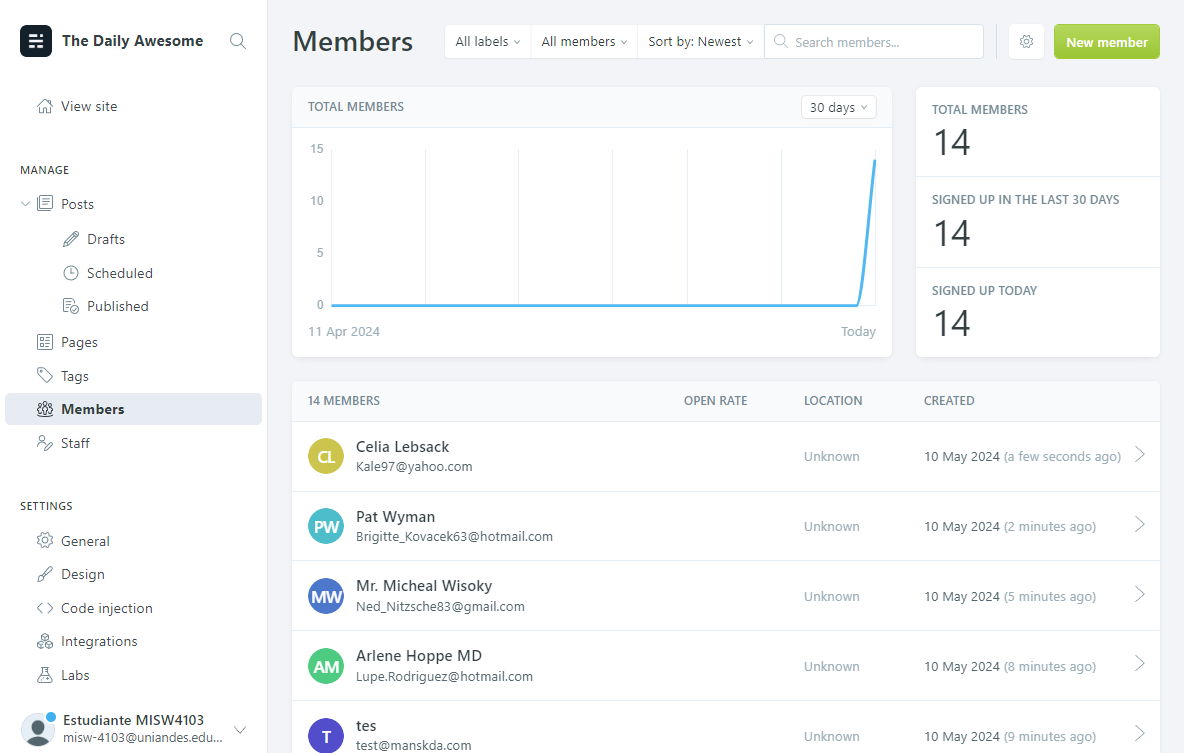 The Daily Awesome
View site
MANAGE
Posts
Drafts
Scheduled
Published
Pages
Tags
Members
Staff
SETTINGS
General
Design
Code injection
Integrations
Labs
Estudiante MISW4103
misw-4103@uniandes.edu...
Members
All labels
All members
Sort by: Newest
Search members...
New member
TOTAL MEMBERS
30 days
15
10
5
0
11 Apr 2024 Today
TOTAL MEMBERS
14
SIGNED UP IN THE LAST 30 DAYS
14
SIGNED UP TODAY
14
14 MEMBERS OPEN RATE LOCATION CREATED
CL Celia Lebsack
Kale97@yahoo.com
Unknown 10 May 2024 (a few seconds ago)
PW Pat Wyman
Brigitte_Kovacek63@hotmail.com
Unknown 10 May 2024 (2 minutes ago)
MW Mr. Micheal Wisoky
Ned_Nitzsche83@gmail.com
Unknown 10 May 2024 (5 minutes ago)
AM Arlene Hoppe MD
Lupe.Rodriguez@hotmail.com
Unknown 10 May 2024 (8 minutes ago)
T tes
test@manskda.com
Unknown 10 May 2024 (9 minutes ago)